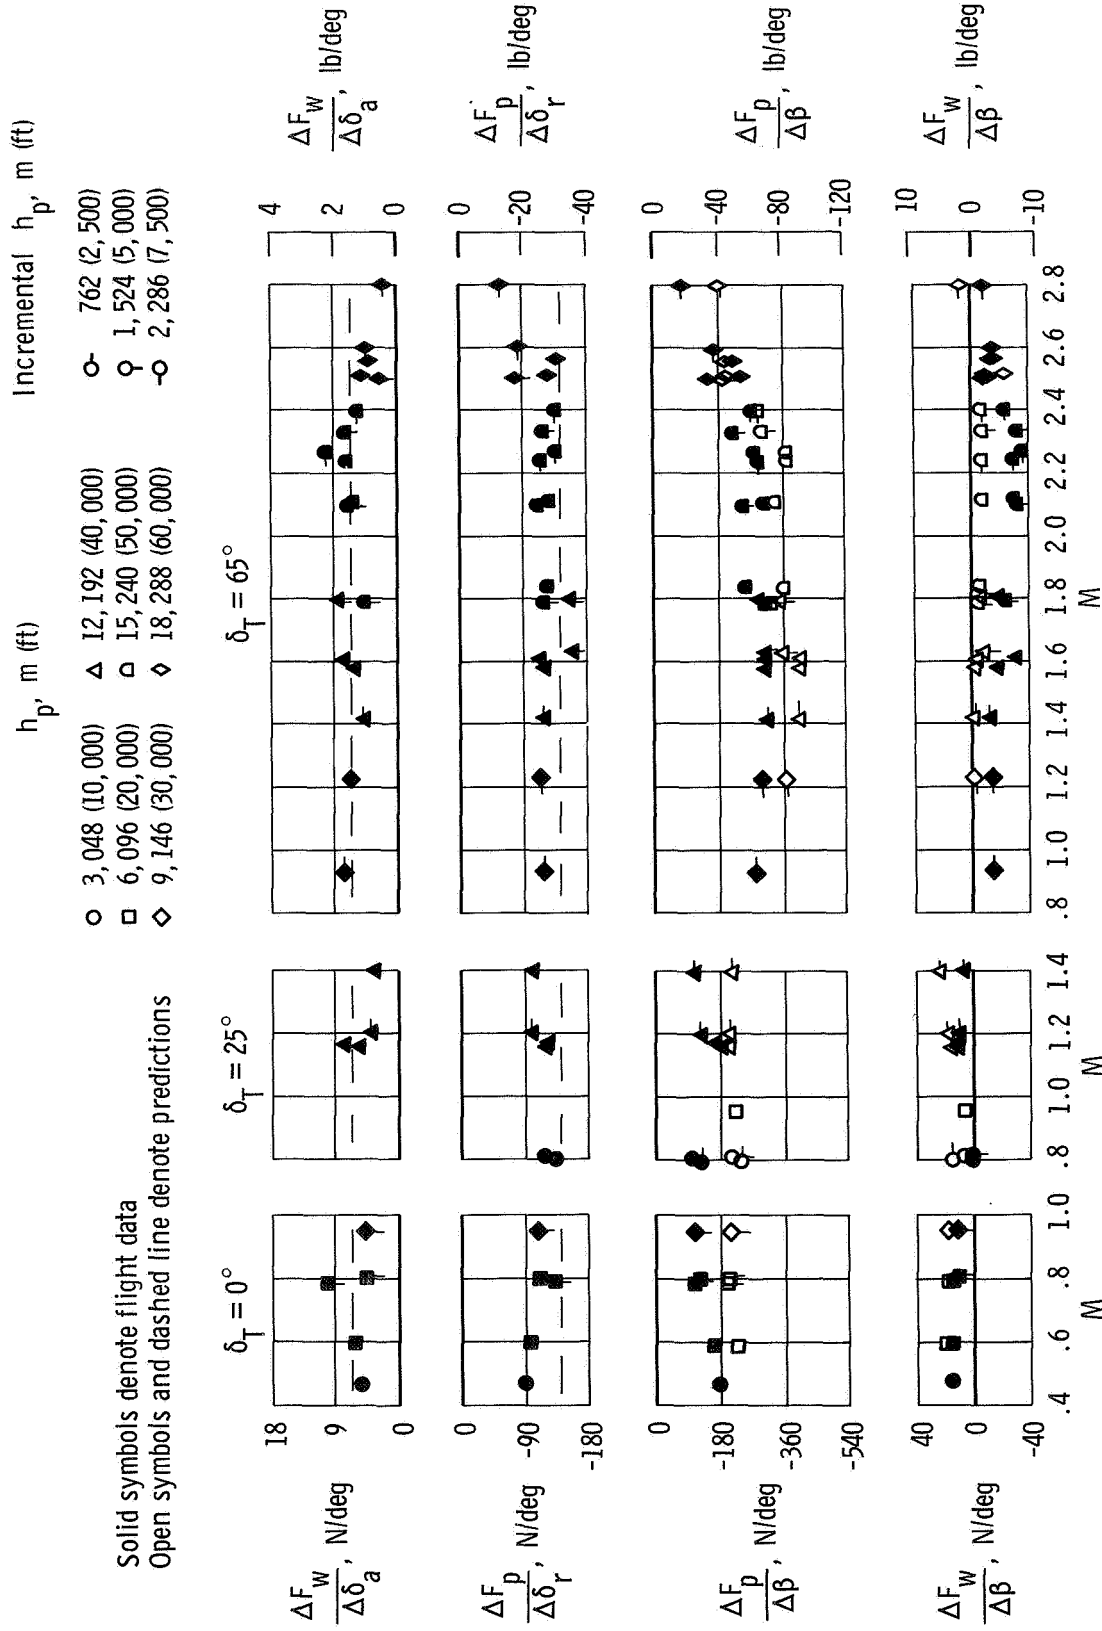 Solid symbols denote flight data
Open symbols and dashed line denote predictions
h_p, m (ft)
Incremental h_p, m (ft)
3,048 (10,000)
6,096 (20,000)
9,146 (30,000)
12,192 (40,000)
15,240 (50,000)
18,288 (60,000)
762 (2,500)
1,524 (5,000)
2,286 (7,500)
δ_T = 0°
δ_T = 25°
δ_T = 65°
ΔF_w/Δδ_a, N/deg
18
9
0
4
2
0
ΔF_w/Δδ_a, lb/deg
ΔF_p/Δδ_r, N/deg
0
-90
-180
0
-20
-40
ΔF_p/Δδ_r, lb/deg
ΔF_p/Δβ, N/deg
0
-180
-360
-540
0
-40
-80
-120
ΔF_p/Δβ, lb/deg
ΔF_w/Δβ, N/deg
40
0
-40
10
0
-10
ΔF_w/Δβ, lb/deg
.4 .6 .8 1.0
M
.8 1.0 1.2 1.4
M
.8 1.0 1.2 1.4 1.6 1.8 2.0 2.2 2.4 2.6 2.8
M